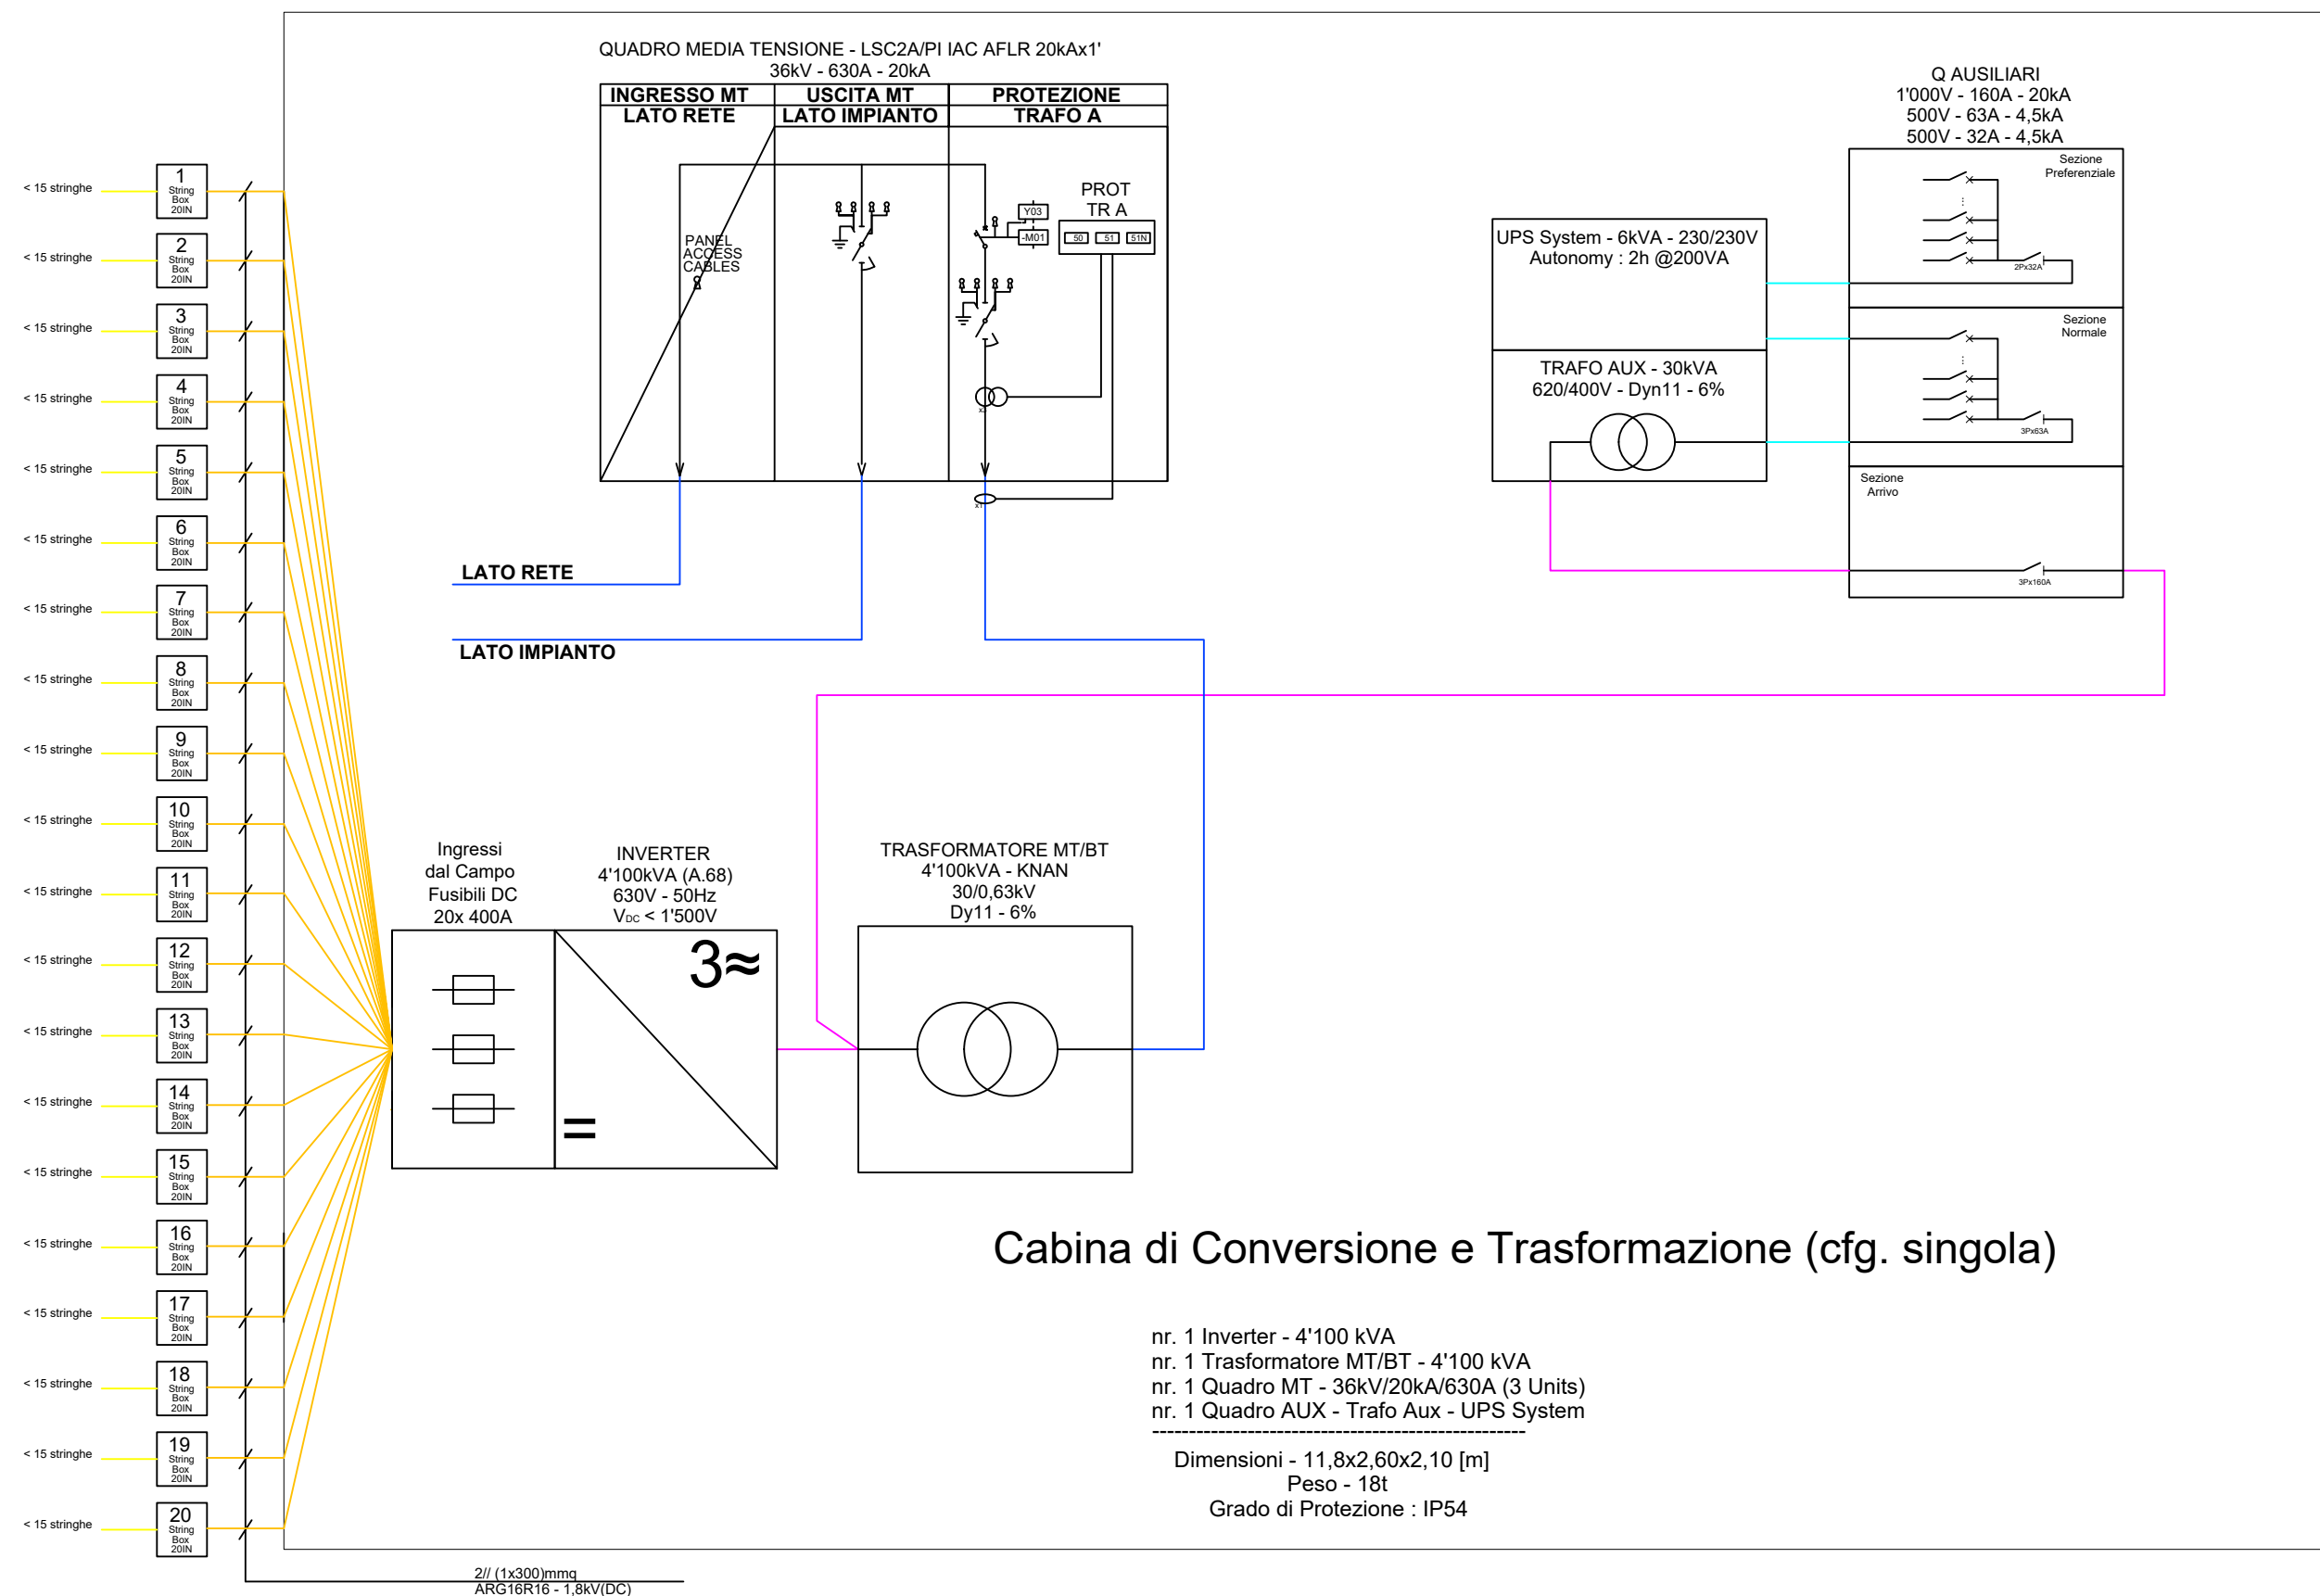 QUADRO MEDIA TENSIONE - LSC2A/PI IAC AFLR 20kAx1'
36kV - 630A - 20kA
INGRESSO MT
LATO RETE
USCITA MT
LATO IMPIANTO
PROTEZIONE
TRAFO A
PANEL
ACCESS
CABLES
Y03
-M01
PROT
TR A
50
51
51N
x3
x1
LATO RETE
LATO IMPIANTO
Q AUSILIARI
1'000V - 160A - 20kA
500V - 63A - 4,5kA
500V - 32A - 4,5kA
Sezione
Preferenziale
2Px32A
Sezione
Normale
3Px63A
Sezione
Arrivo
3Px160A
UPS System - 6kVA - 230/230V
Autonomy : 2h @200VA
TRAFO AUX - 30kVA
620/400V - Dyn11 - 6%
< 15 stringhe
1
String
Box
20IN
< 15 stringhe
2
String
Box
20IN
< 15 stringhe
3
String
Box
20IN
< 15 stringhe
4
String
Box
20IN
< 15 stringhe
5
String
Box
20IN
< 15 stringhe
6
String
Box
20IN
< 15 stringhe
7
String
Box
20IN
< 15 stringhe
8
String
Box
20IN
< 15 stringhe
9
String
Box
20IN
< 15 stringhe
10
String
Box
20IN
< 15 stringhe
11
String
Box
20IN
< 15 stringhe
12
String
Box
20IN
< 15 stringhe
13
String
Box
20IN
< 15 stringhe
14
String
Box
20IN
< 15 stringhe
15
String
Box
20IN
< 15 stringhe
16
String
Box
20IN
< 15 stringhe
17
String
Box
20IN
< 15 stringhe
18
String
Box
20IN
< 15 stringhe
19
String
Box
20IN
< 15 stringhe
20
String
Box
20IN
2// (1x300)mmq
ARG16R16 - 1,8kV(DC)
Ingressi
dal Campo
Fusibili DC
20x 400A
INVERTER
4'100kVA (A.68)
630V - 50Hz
VDC < 1'500V
3≈
=
TRASFORMATORE MT/BT
4'100kVA - KNAN
30/0,63kV
Dy11 - 6%
Cabina di Conversione e Trasformazione (cfg. singola)
nr. 1 Inverter - 4'100 kVA
nr. 1 Trasformatore MT/BT - 4'100 kVA
nr. 1 Quadro MT - 36kV/20kA/630A (3 Units)
nr. 1 Quadro AUX - Trafo Aux - UPS System
---------------------------------------------------
Dimensioni - 11,8x2,60x2,10 [m]
Peso - 18t
Grado di Protezione : IP54